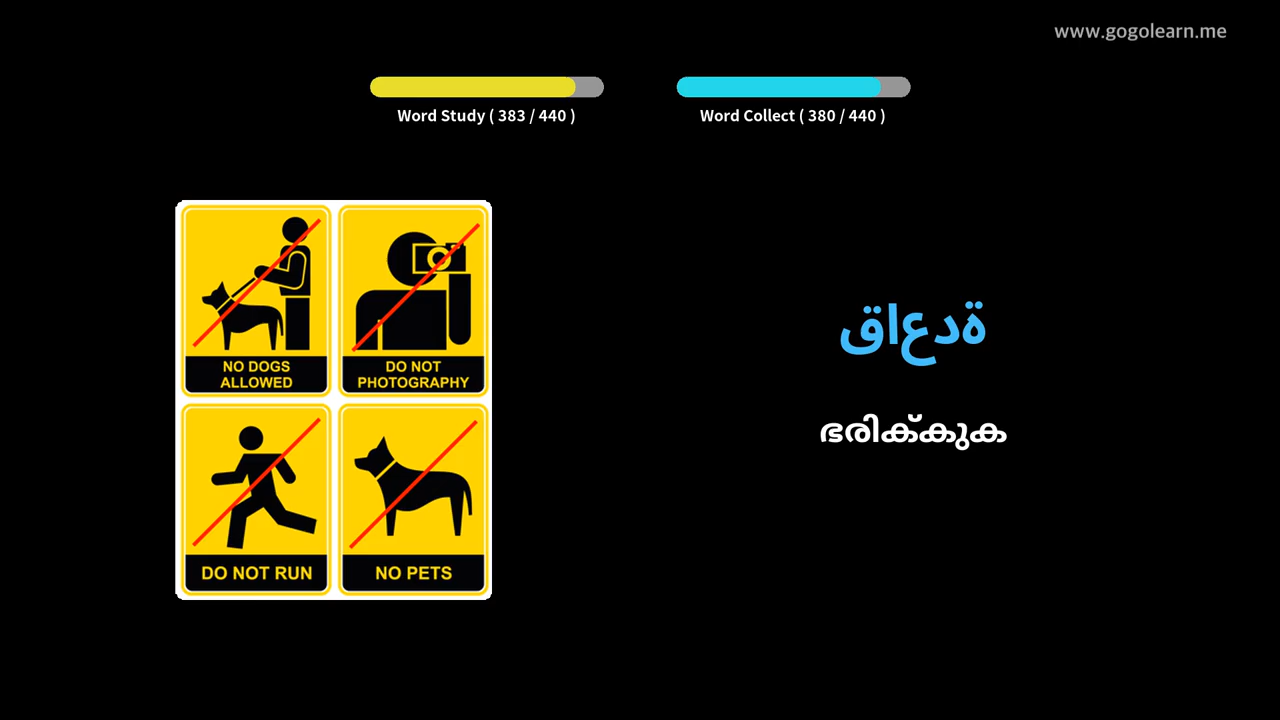 www.gogolearn.me
Word Study ( 383 / 440 )
Word Collect ( 380 / 440 )
NO DOGS
ALLOWED
DO NOT
PHOTOGRAPHY
DO NOT RUN
NO PETS
ةدعاق
ഭരിക്കുക